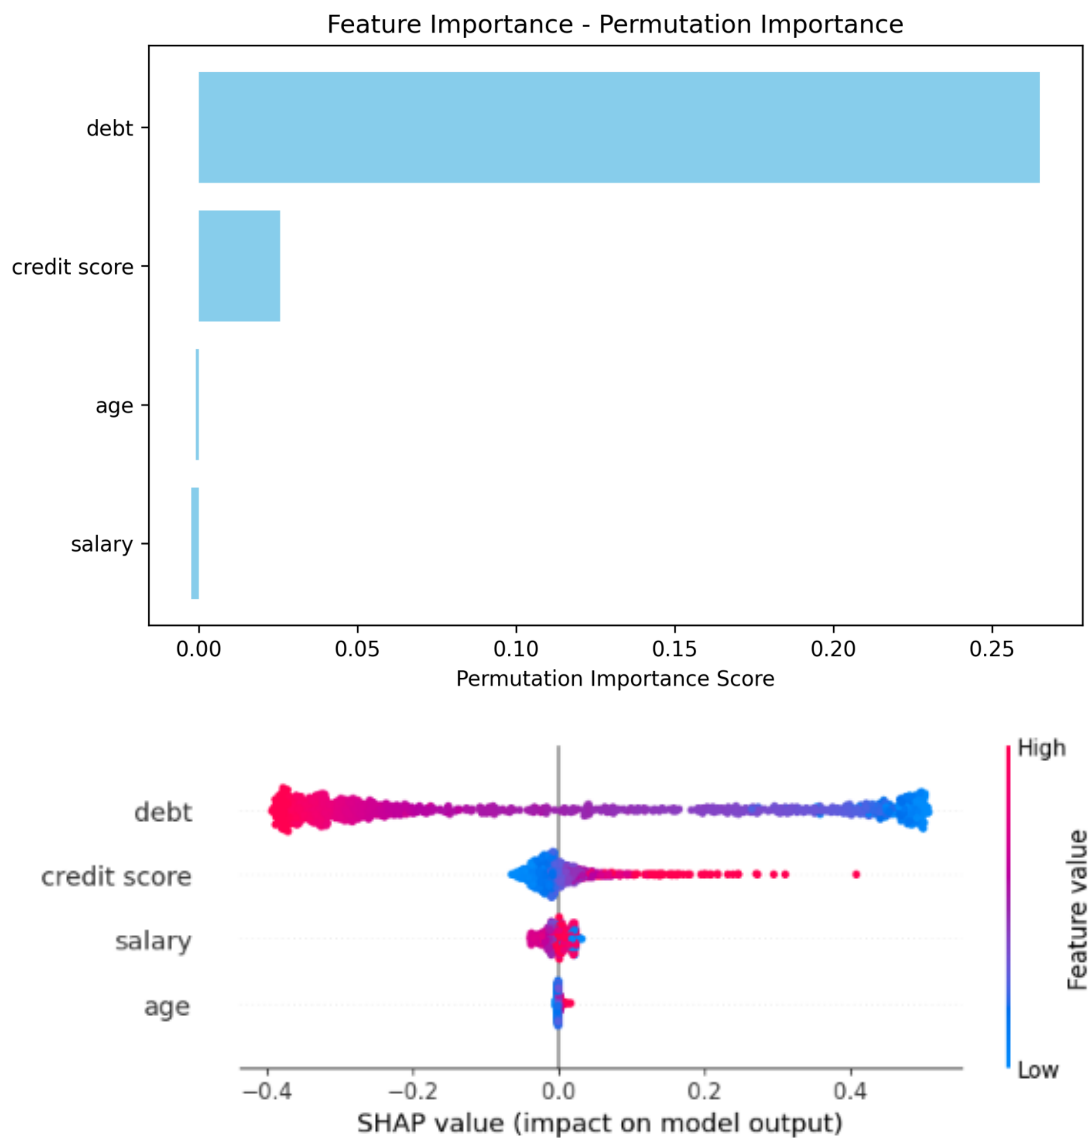 Feature Importance - Permutation Importance
debt
credit score
age
salary
0.00 0.05 0.10 0.15 0.20 0.25
Permutation Importance Score
High
debt
credit score
salary
age
Feature value
Low
−0.4 −0.2 0.0 0.2 0.4
SHAP value (impact on model output)